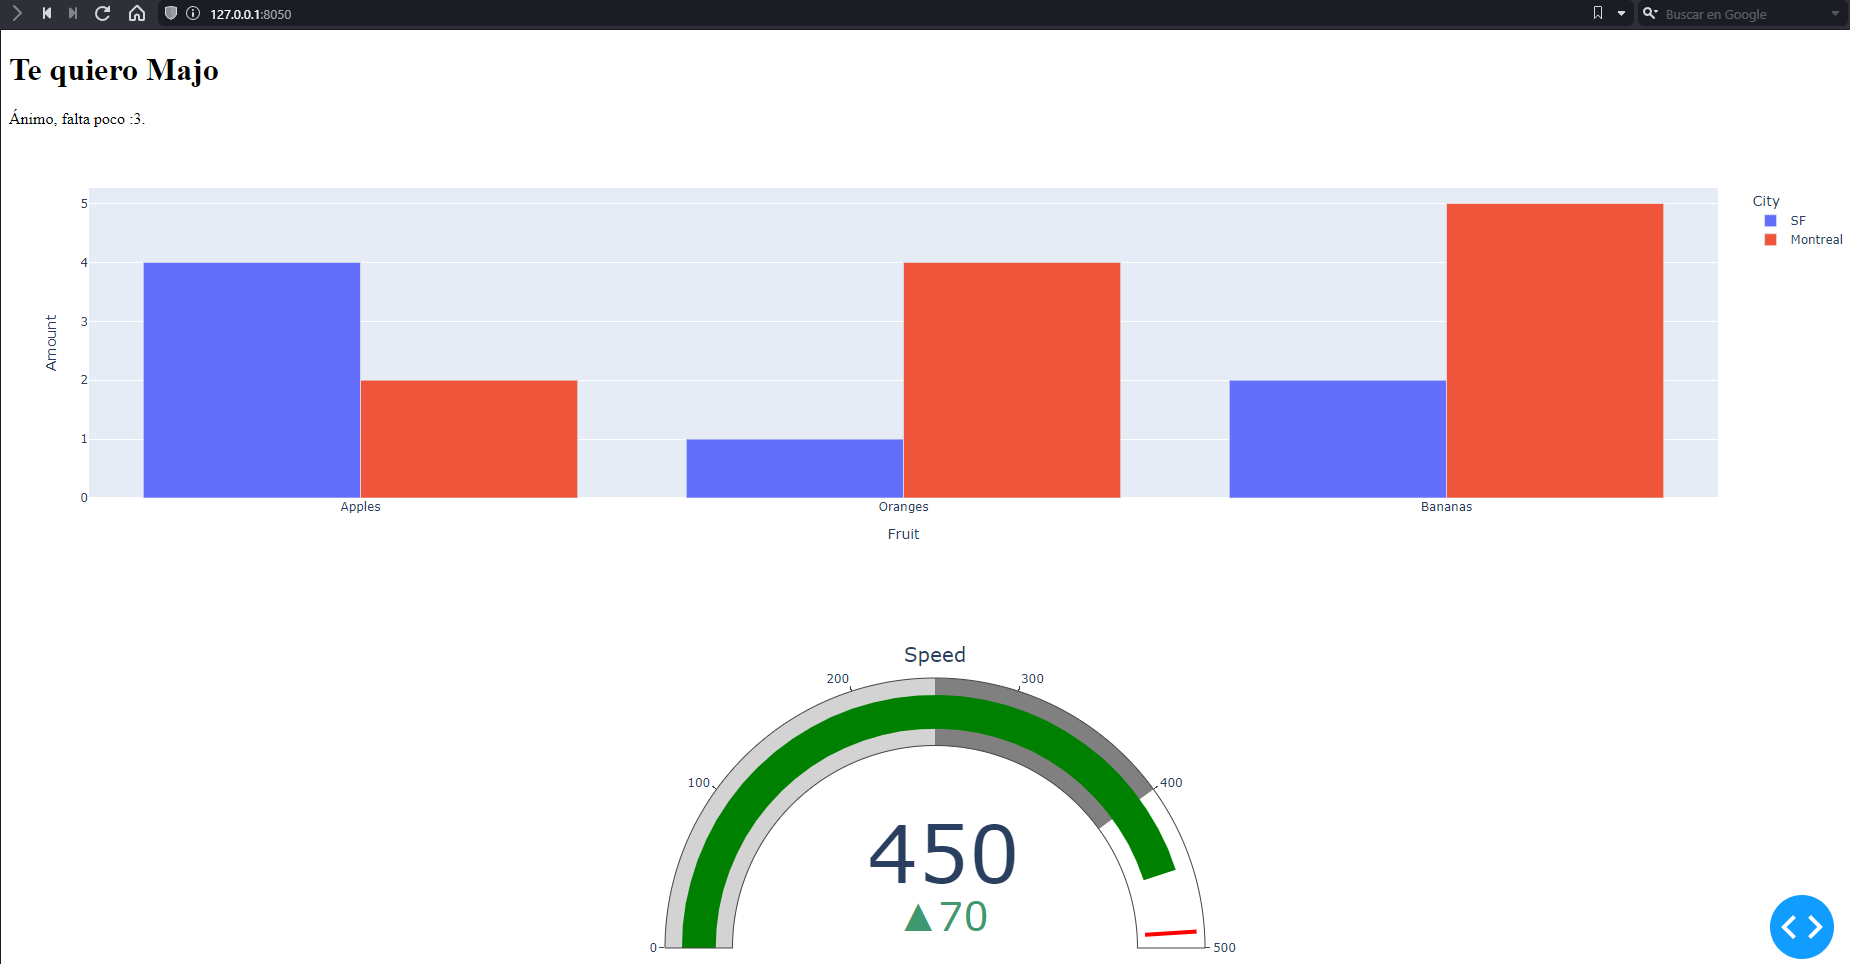 127.0.0.1:8050
Buscar en Google
Te quiero Majo
Ánimo, falta poco :3.
5
4
3
2
1
0
Amount
Apples
Oranges
Bananas
Fruit
City
SF
Montreal
Speed
200
300
100
400
450
▲70
0
500